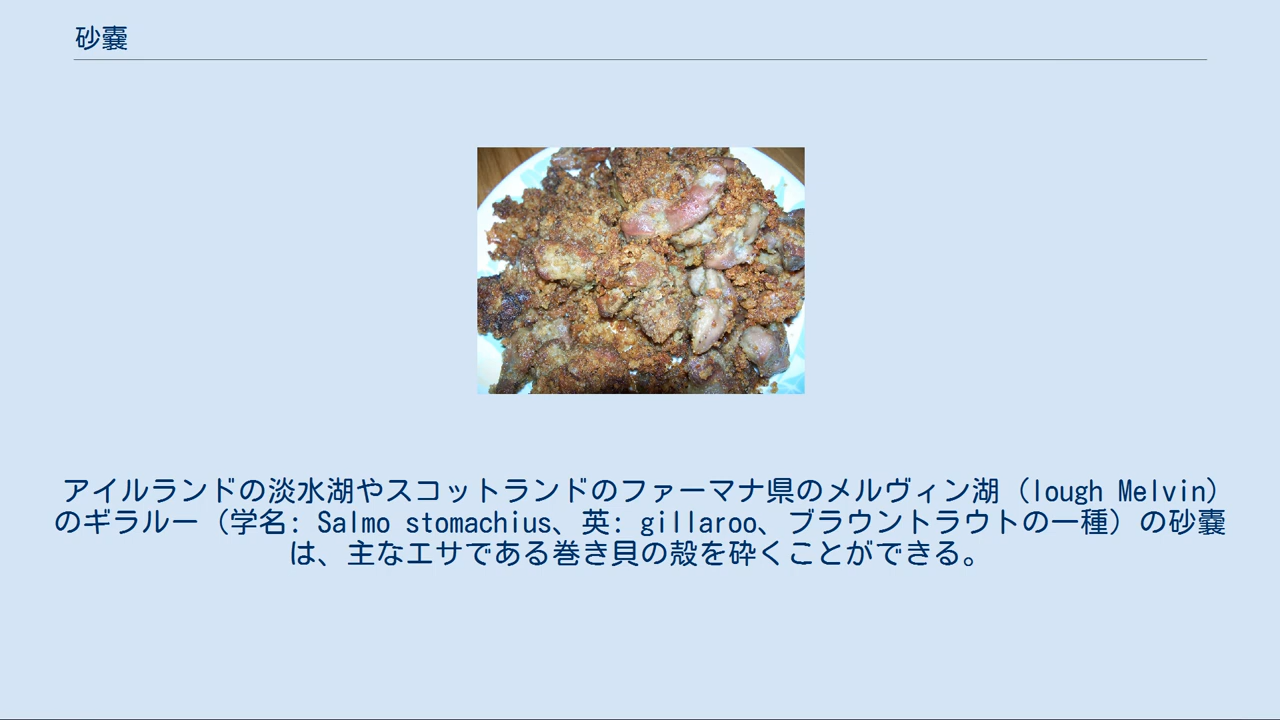 砂嚢
アイルランドの淡水湖やスコットランドのファーマナ県のメルヴィン湖（lough Melvin）
のギラルー（学名: Salmo stomachius、英: gillaroo、ブラウントラウトの一種）の砂嚢
は、主なエサである巻き貝の殻を砕くことができる。